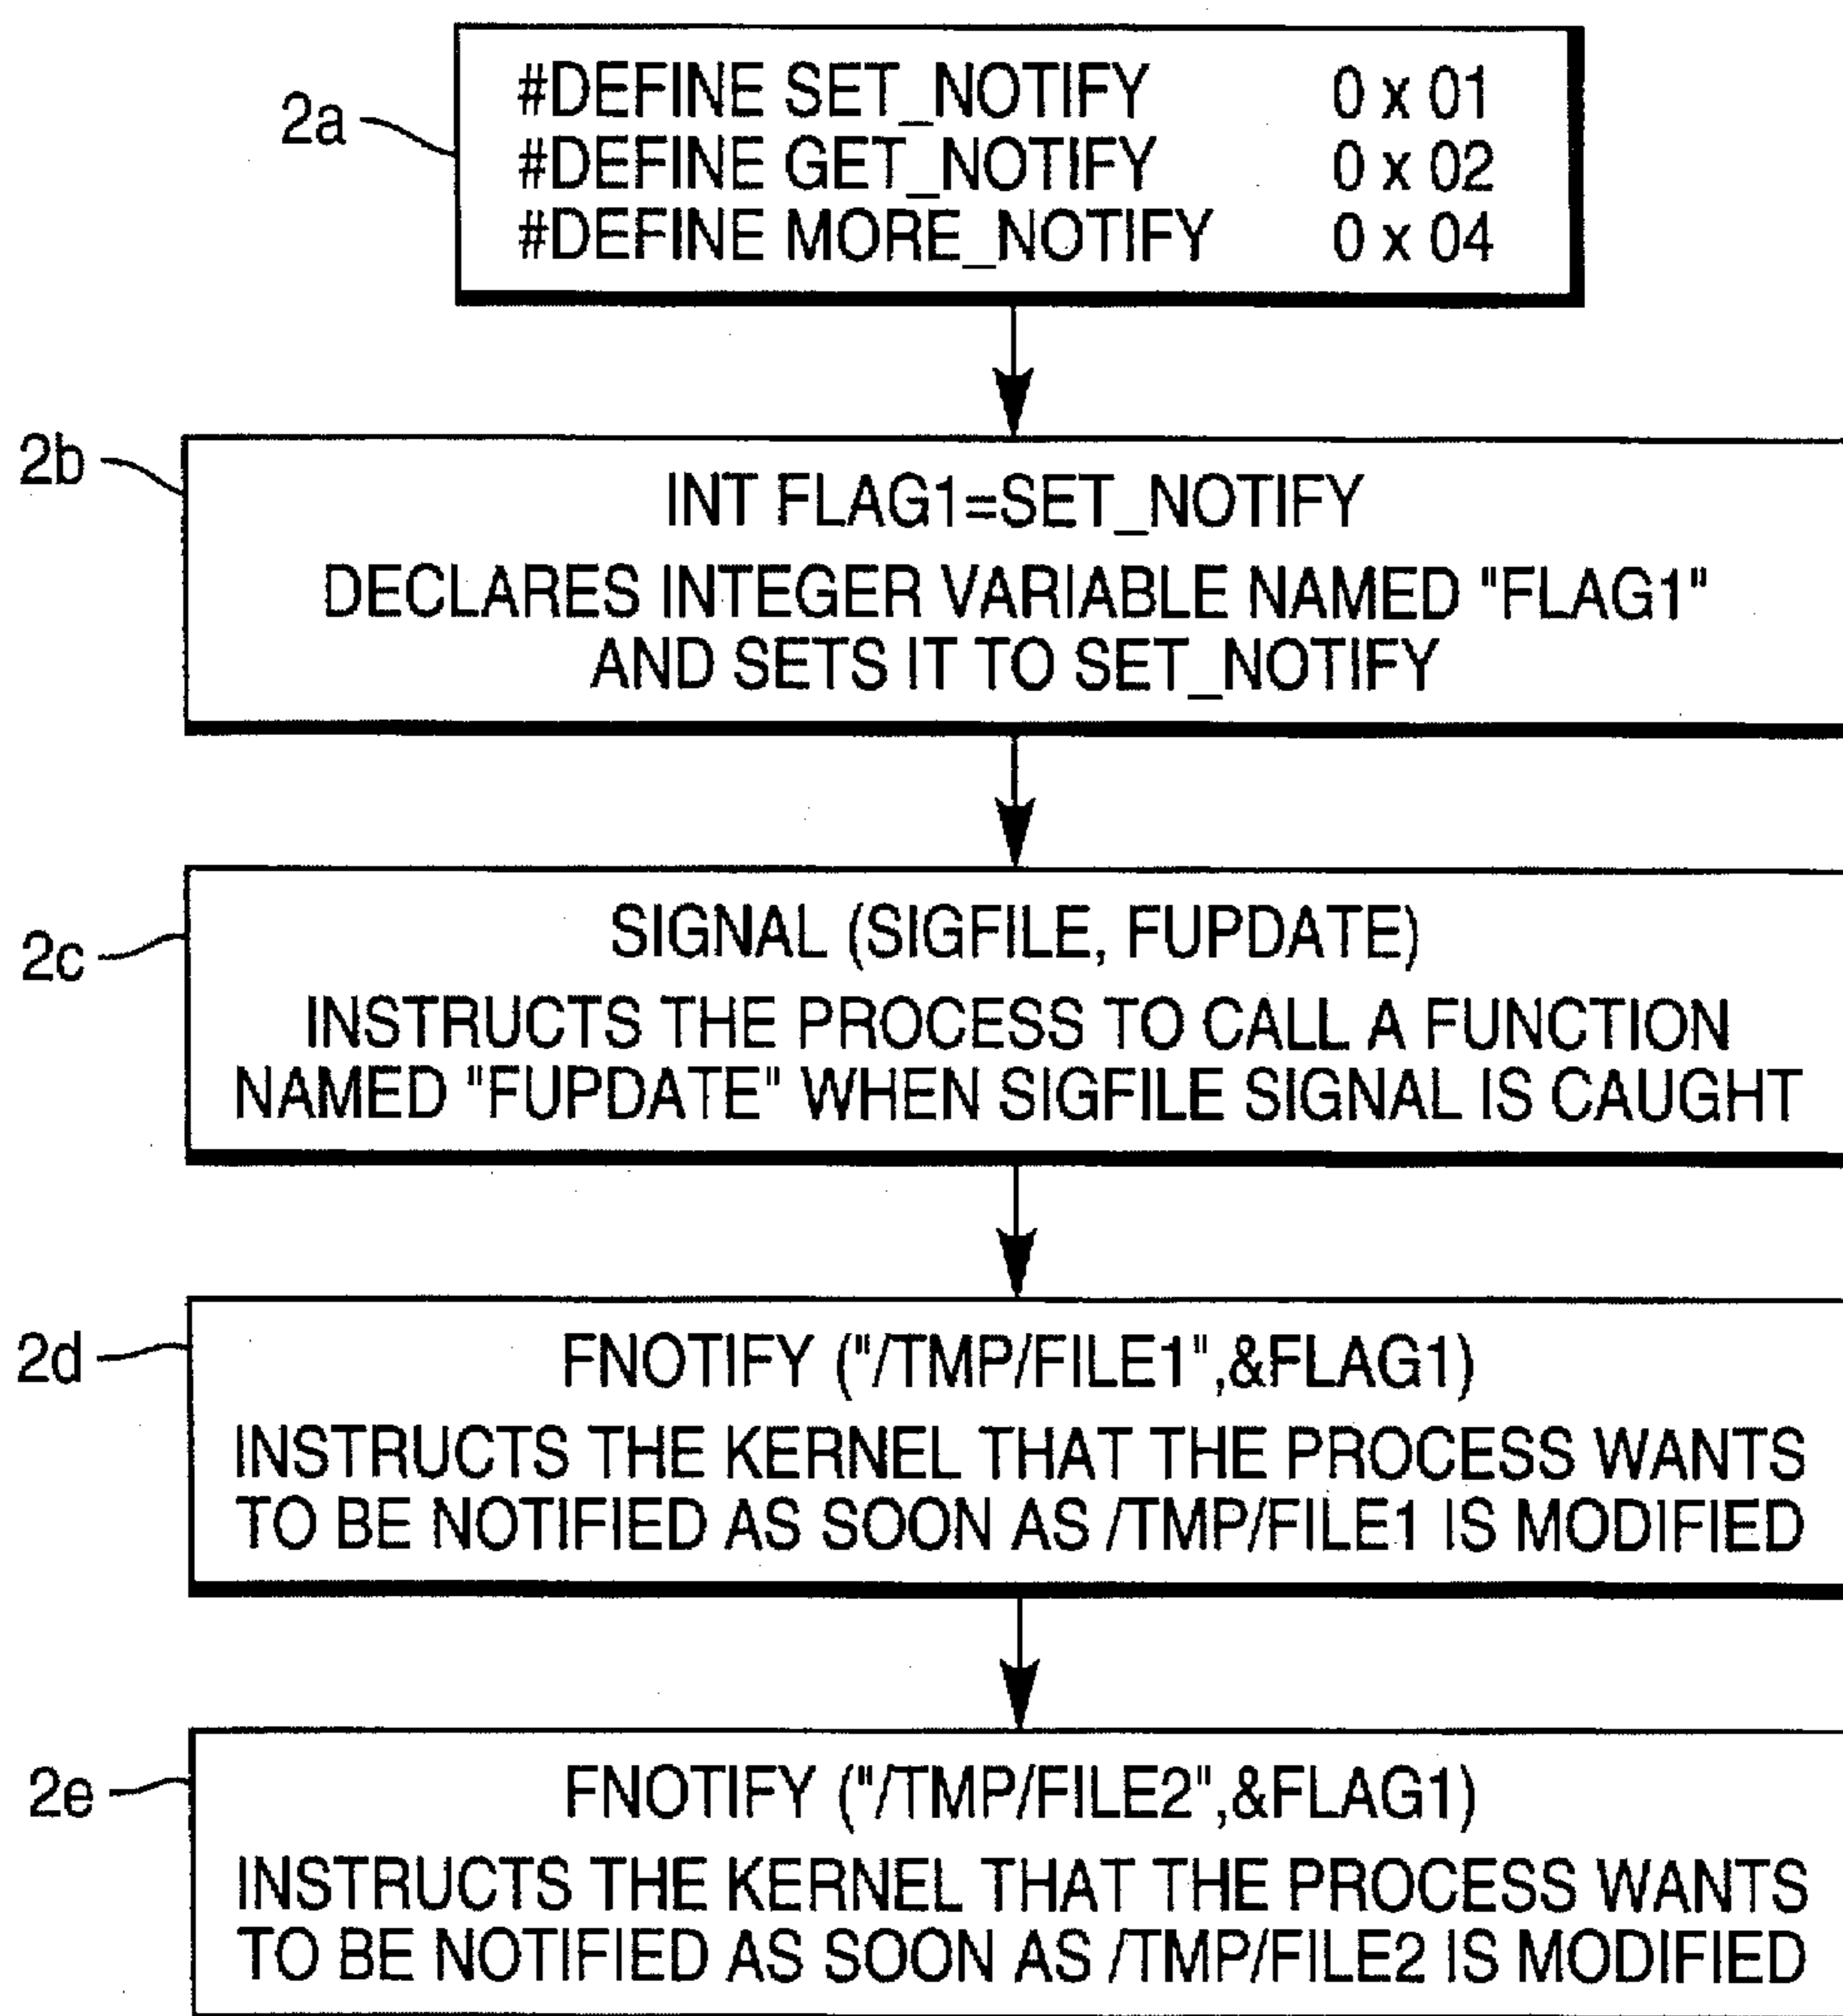 2a
#DEFINE SET_NOTIFY 0 x 01
#DEFINE GET_NOTIFY 0 x 02
#DEFINE MORE_NOTIFY 0 x 04
2b
INT FLAG1=SET_NOTIFY
DECLARES INTEGER VARIABLE NAMED "FLAG1"
AND SETS IT TO SET_NOTIFY
2c
SIGNAL (SIGFILE, FUPDATE)
INSTRUCTS THE PROCESS TO CALL A FUNCTION
NAMED "FUPDATE" WHEN SIGFILE SIGNAL IS CAUGHT
2d
FNOTIFY ("/TMP/FILE1",&FLAG1)
INSTRUCTS THE KERNEL THAT THE PROCESS WANTS
TO BE NOTIFIED AS SOON AS /TMP/FILE1 IS MODIFIED
2e
FNOTIFY ("/TMP/FILE2",&FLAG1)
INSTRUCTS THE KERNEL THAT THE PROCESS WANTS
TO BE NOTIFIED AS SOON AS /TMP/FILE2 IS MODIFIED